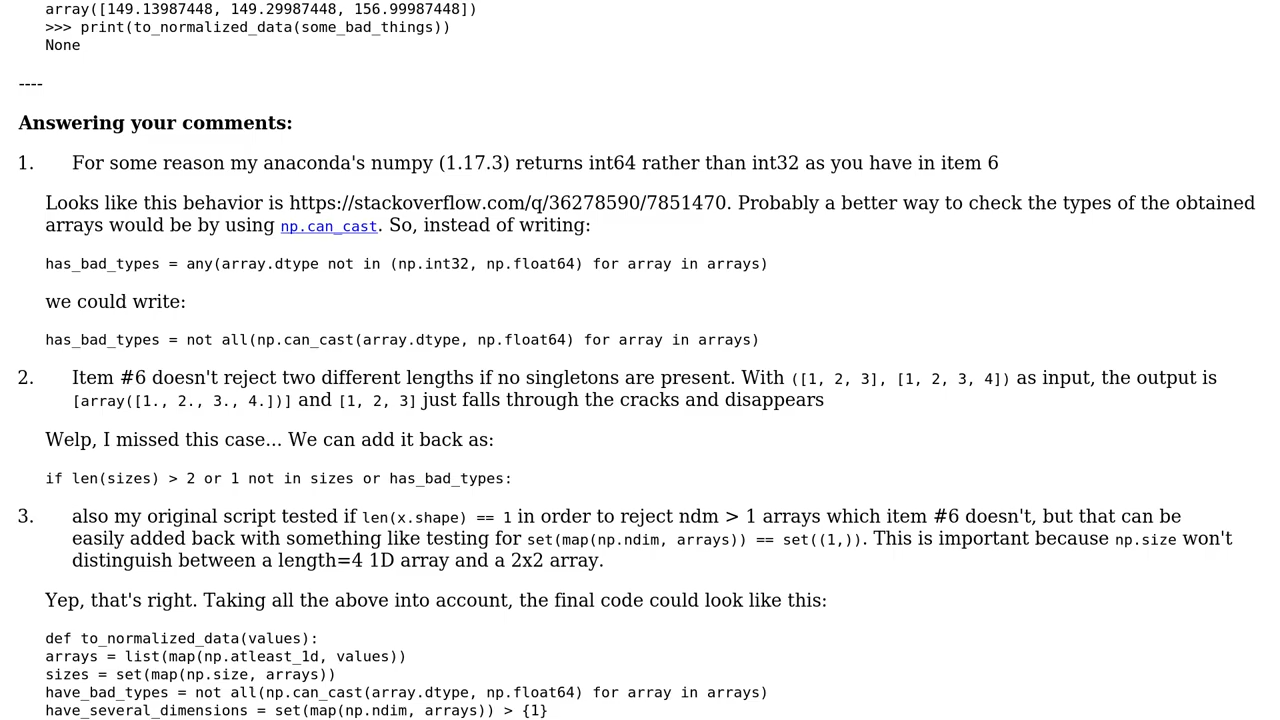 array([149.13987448, 149.29987448, 156.99987448])
>>> print(to_normalized_data(some_bad_things))
None
----
Answering your comments:
1. For some reason my anaconda's numpy (1.17.3) returns int64 rather than int32 as you have in item 6
Looks like this behavior is https://stackoverflow.com/q/36278590/7851470. Probably a better way to check the types of the obtained
arrays would be by using np.can_cast. So, instead of writing:
has_bad_types = any(array.dtype not in (np.int32, np.float64) for array in arrays)
we could write:
has_bad_types = not all(np.can_cast(array.dtype, np.float64) for array in arrays)
2. Item #6 doesn't reject two different lengths if no singletons are present. With ([1, 2, 3], [1, 2, 3, 4]) as input, the output is
[array([1., 2., 3., 4.])] and [1, 2, 3] just falls through the cracks and disappears
Welp, I missed this case... We can add it back as:
if len(sizes) > 2 or 1 not in sizes or has_bad_types:
3. also my original script tested if len(x.shape) == 1 in order to reject ndm > 1 arrays which item #6 doesn't, but that can be
easily added back with something like testing for set(map(np.ndim, arrays)) == set((1,)). This is important because np.size won't
distinguish between a length=4 1D array and a 2x2 array.
Yep, that's right. Taking all the above into account, the final code could look like this:
def to_normalized_data(values):
arrays = list(map(np.atleast_1d, values))
sizes = set(map(np.size, arrays))
have_bad_types = not all(np.can_cast(array.dtype, np.float64) for array in arrays)
have_several_dimensions = set(map(np.ndim, arrays)) > {1}